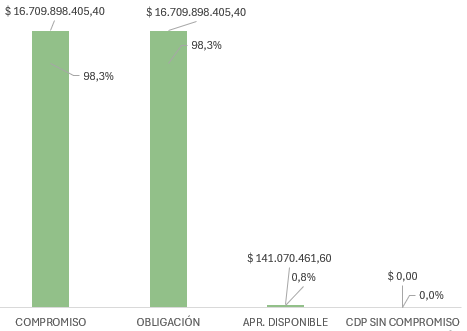 $ 16.709.898.405,40
$ 16.709.898.405,40
98,3%
98,3%
$ 141.070.461,60
0,8%
$ 0,00
0,0%
COMPROMISO
OBLIGACIÓN
APR. DISPONIBLE
CDP SIN COMPROMISO